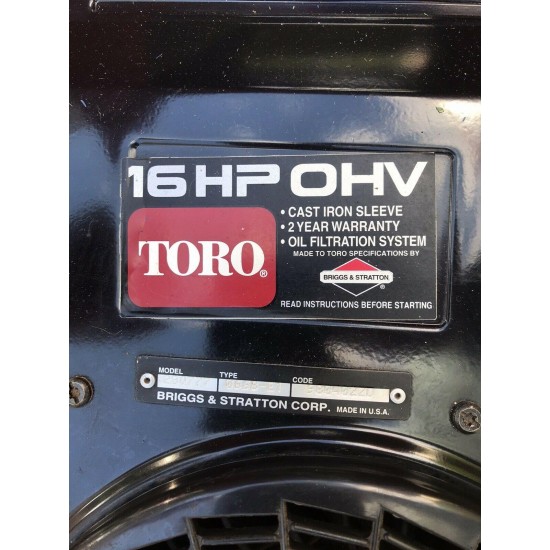 16 HP OHV
• CAST IRON SLEEVE
• 2 YEAR WARRANTY
• OIL FILTRATION SYSTEM
TORO®
MADE TO TORO SPECIFICATIONS BY
BRIGGS & STRATTON®
READ INSTRUCTIONS BEFORE STARTING
MODEL TYPE CODE
BRIGGS & STRATTON CORP. MADE IN U.S.A.